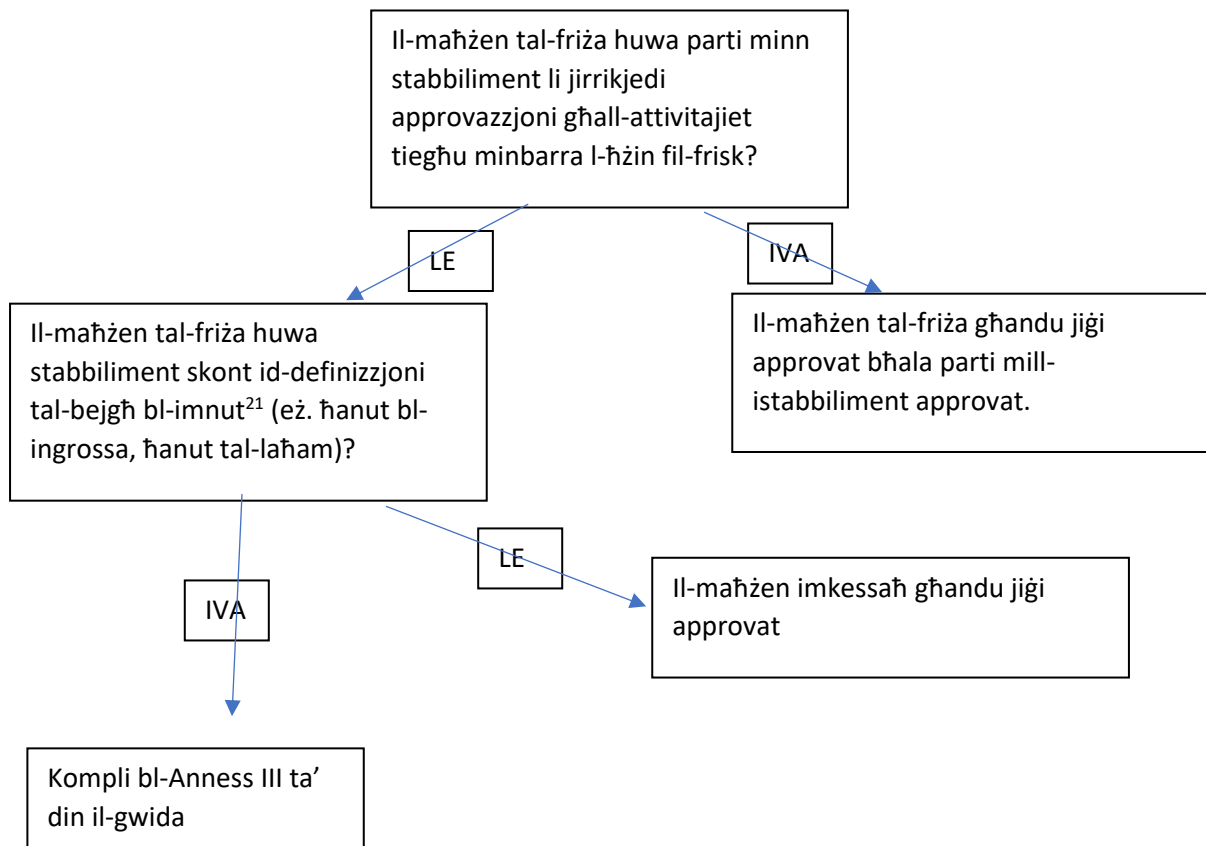 Il-maħżen tal-friża huwa parti minn
stabbiliment li jirrikjedi
approvazzjoni għall-attivitajiet
tiegħu minbarra l-ħżin fil-frisk?
LE
IVA
Il-maħżen tal-friża huwa
stabbiliment skont id-definizzjoni
tal-bejgħ bl-imnut²¹ (eż. ħanut bl-
ingrossa, ħanut tal-laħam)?
Il-maħżen tal-friża għandu jiġi
approvat bħala parti mill-
istabbiliment approvat.
IVA
LE
Il-maħżen imkessaħ għandu jiġi
approvat
Kompli bl-Anness III ta’
din il-gwida